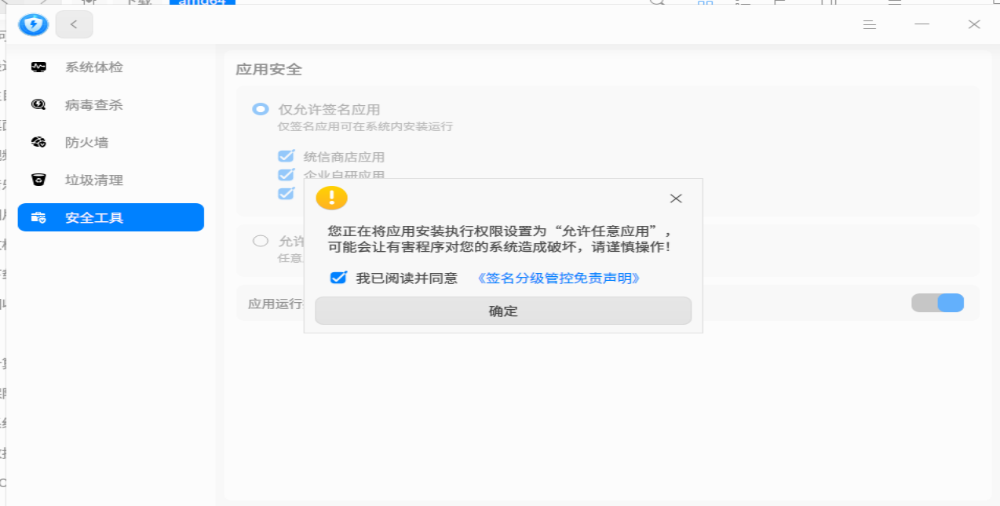 下载
amd64
系统体检
病毒查杀
防火墙
垃圾清理
安全工具
应用安全
仅允许签名应用
仅签名应用可在系统内安装运行
统信商店应用
企业自研应用
允许
任意
应用运行
您正在将应用安装执行权限设置为“允许任意应用”，
可能会让有害程序对您的系统造成破坏，请谨慎操作！
我已阅读并同意 《签名分级管控免责声明》
确定